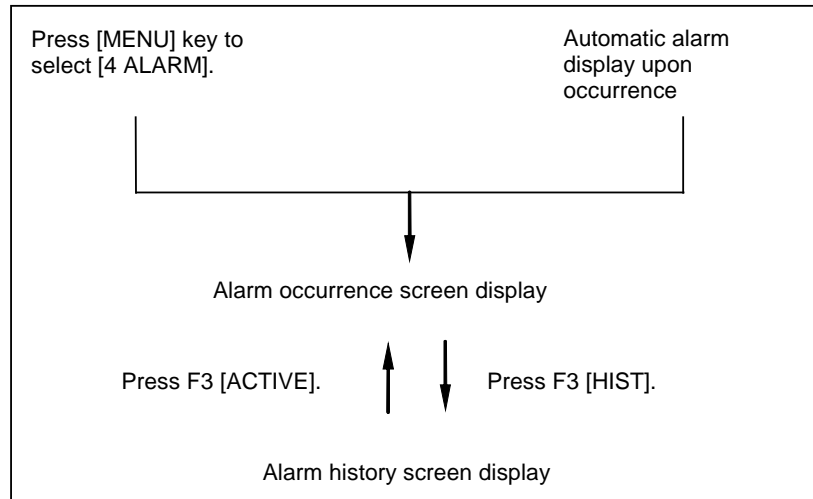 Press [MENU] key to
select [4 ALARM].
Automatic alarm
display upon
occurrence
Alarm occurrence screen display
Press F3 [ACTIVE].
Press F3 [HIST].
Alarm history screen display